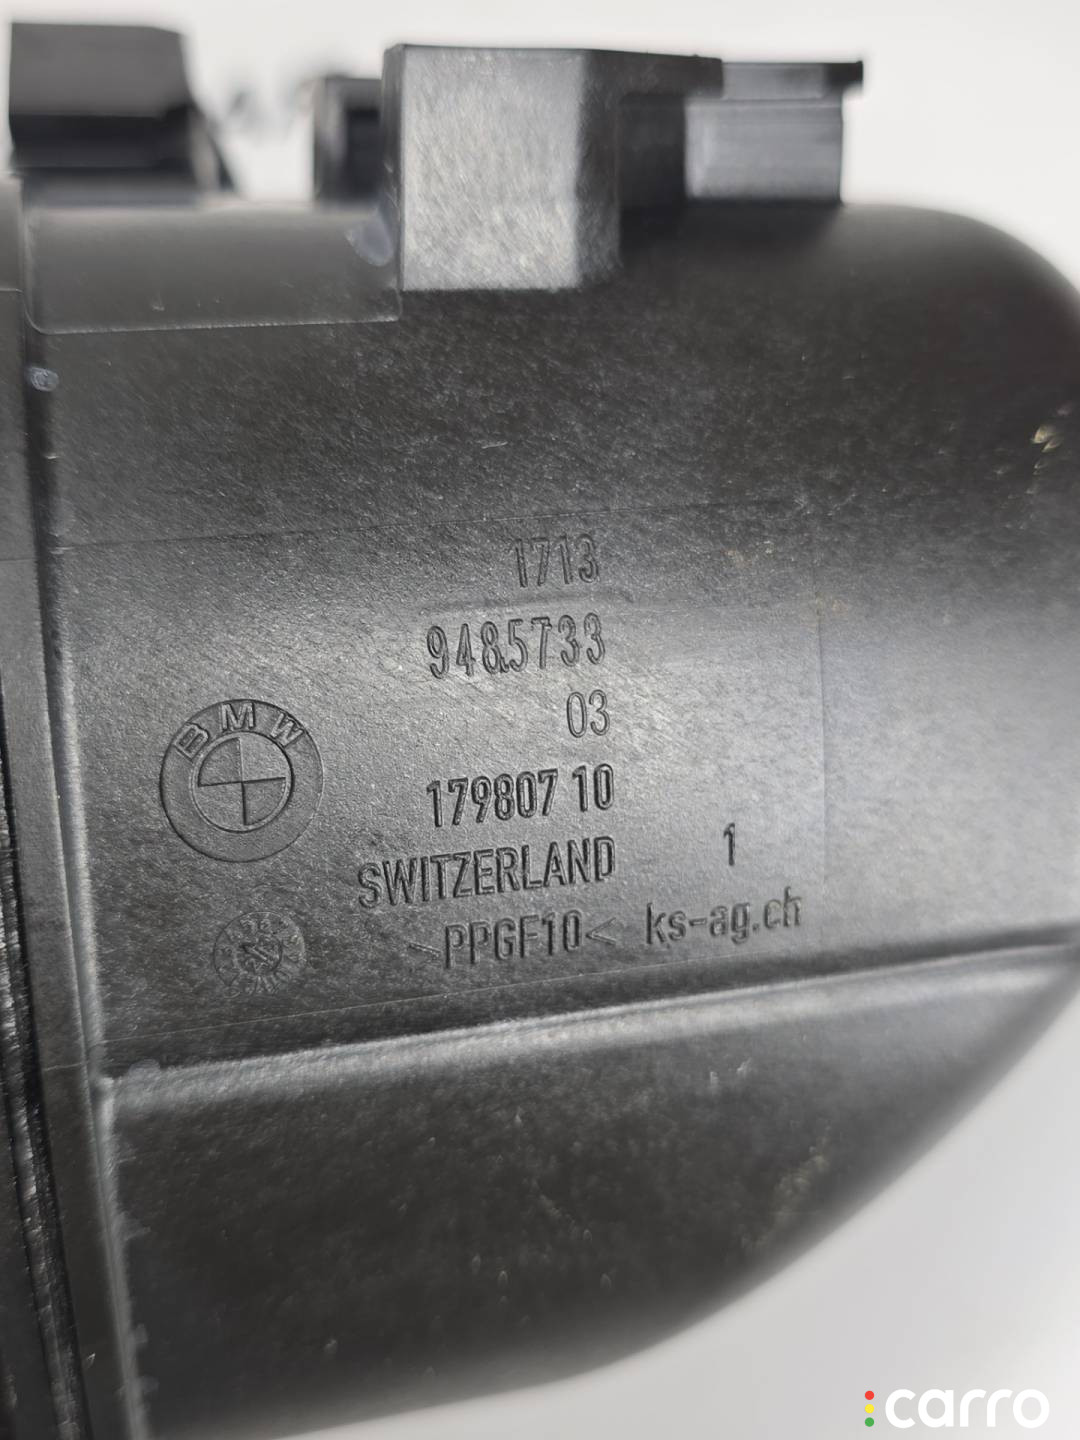 1713
9485733
03
BMW
179807 10
SWITZERLAND 1
>PPGF10< ks-ag.ch
carro